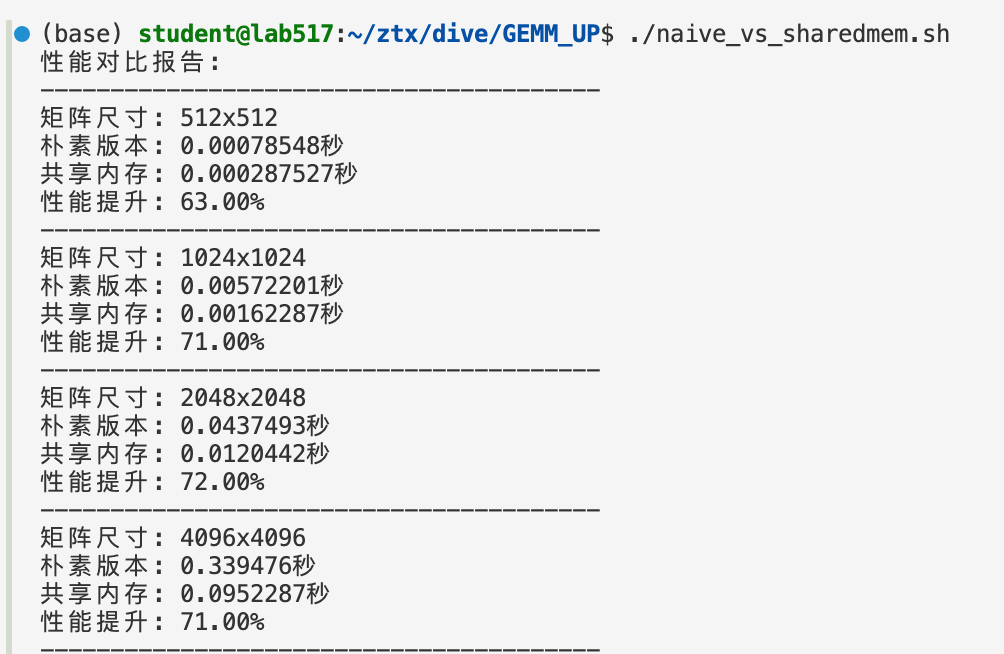 (base) student@lab517:~/ztx/dive/GEMM_UP$ ./naive_vs_sharedmem.sh
性能对比报告:
----------------------------------------
矩阵尺寸: 512x512
朴素版本: 0.00078548秒
共享内存: 0.000287527秒
性能提升: 63.00%
----------------------------------------
矩阵尺寸: 1024x1024
朴素版本: 0.00572201秒
共享内存: 0.00162287秒
性能提升: 71.00%
----------------------------------------
矩阵尺寸: 2048x2048
朴素版本: 0.0437493秒
共享内存: 0.0120442秒
性能提升: 72.00%
----------------------------------------
矩阵尺寸: 4096x4096
朴素版本: 0.339476秒
共享内存: 0.0952287秒
性能提升: 71.00%
----------------------------------------